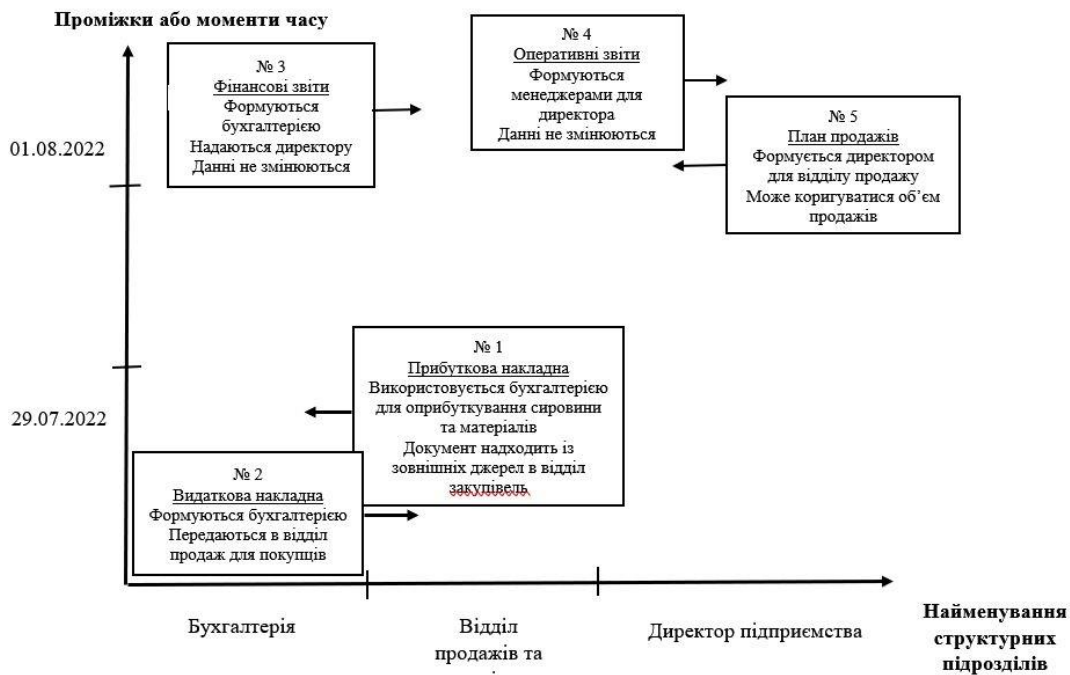 Проміжки або моменти часу
№ 3
Фінансові звіти
Формуються
бухгалтерією
Надаються директору
Данні не змінюються
№ 4
Оперативні звіти
Формуються
менеджерами для
директора
Данні не змінюються
№ 5
План продажів
Формується директором
для відділу продажу
Може коригуватися об’єм
продажів
01.08.2022
№ 1
Прибуткова накладна
Використовується бухгалтерією
для оприбуткування сировини
та матеріалів
Документ надходить із
зовнішніх джерел в відділ
закупівель
29.07.2022
№ 2
Видаткова накладна
Формуються бухгалтерією
Передаються в відділ
продаж для покупців
Бухгалтерія
Відділ
продажів та
Директор підприємства
Найменування
структурних
підрозділів